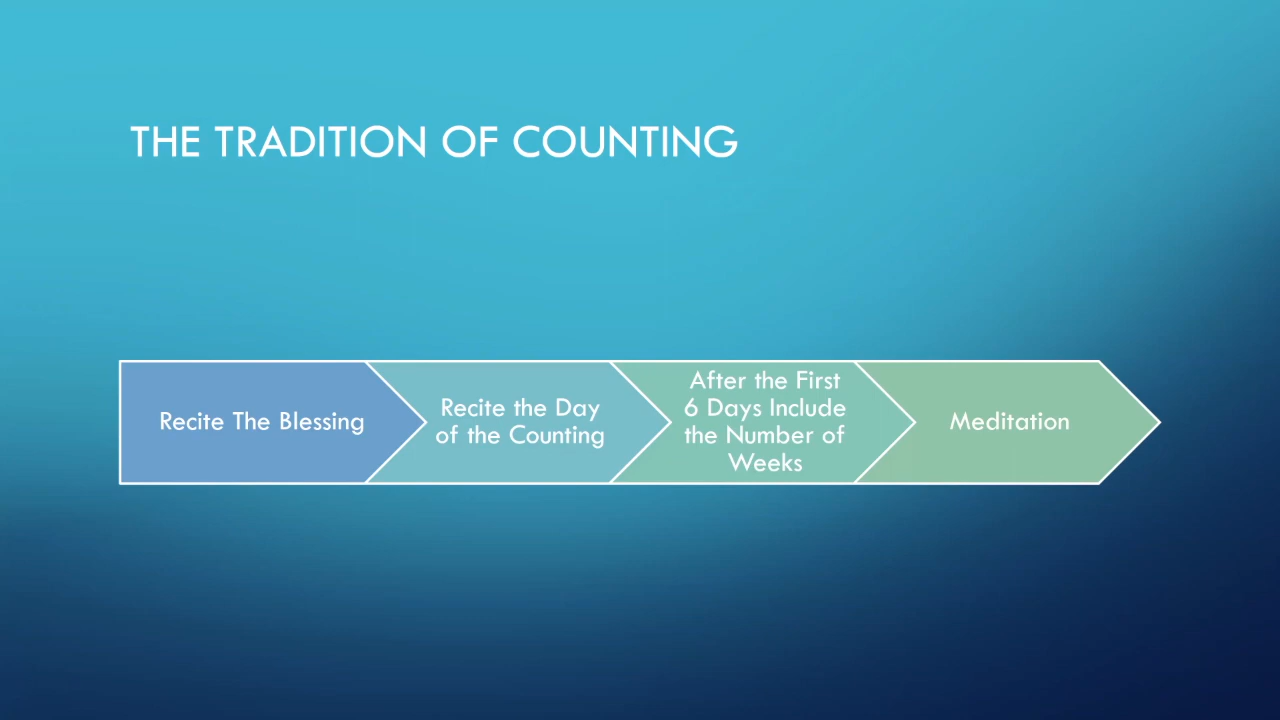 THE TRADITION OF COUNTING
Recite The Blessing
Recite the Day
of the Counting
After the First
6 Days Include
the Number of
Weeks
Meditation